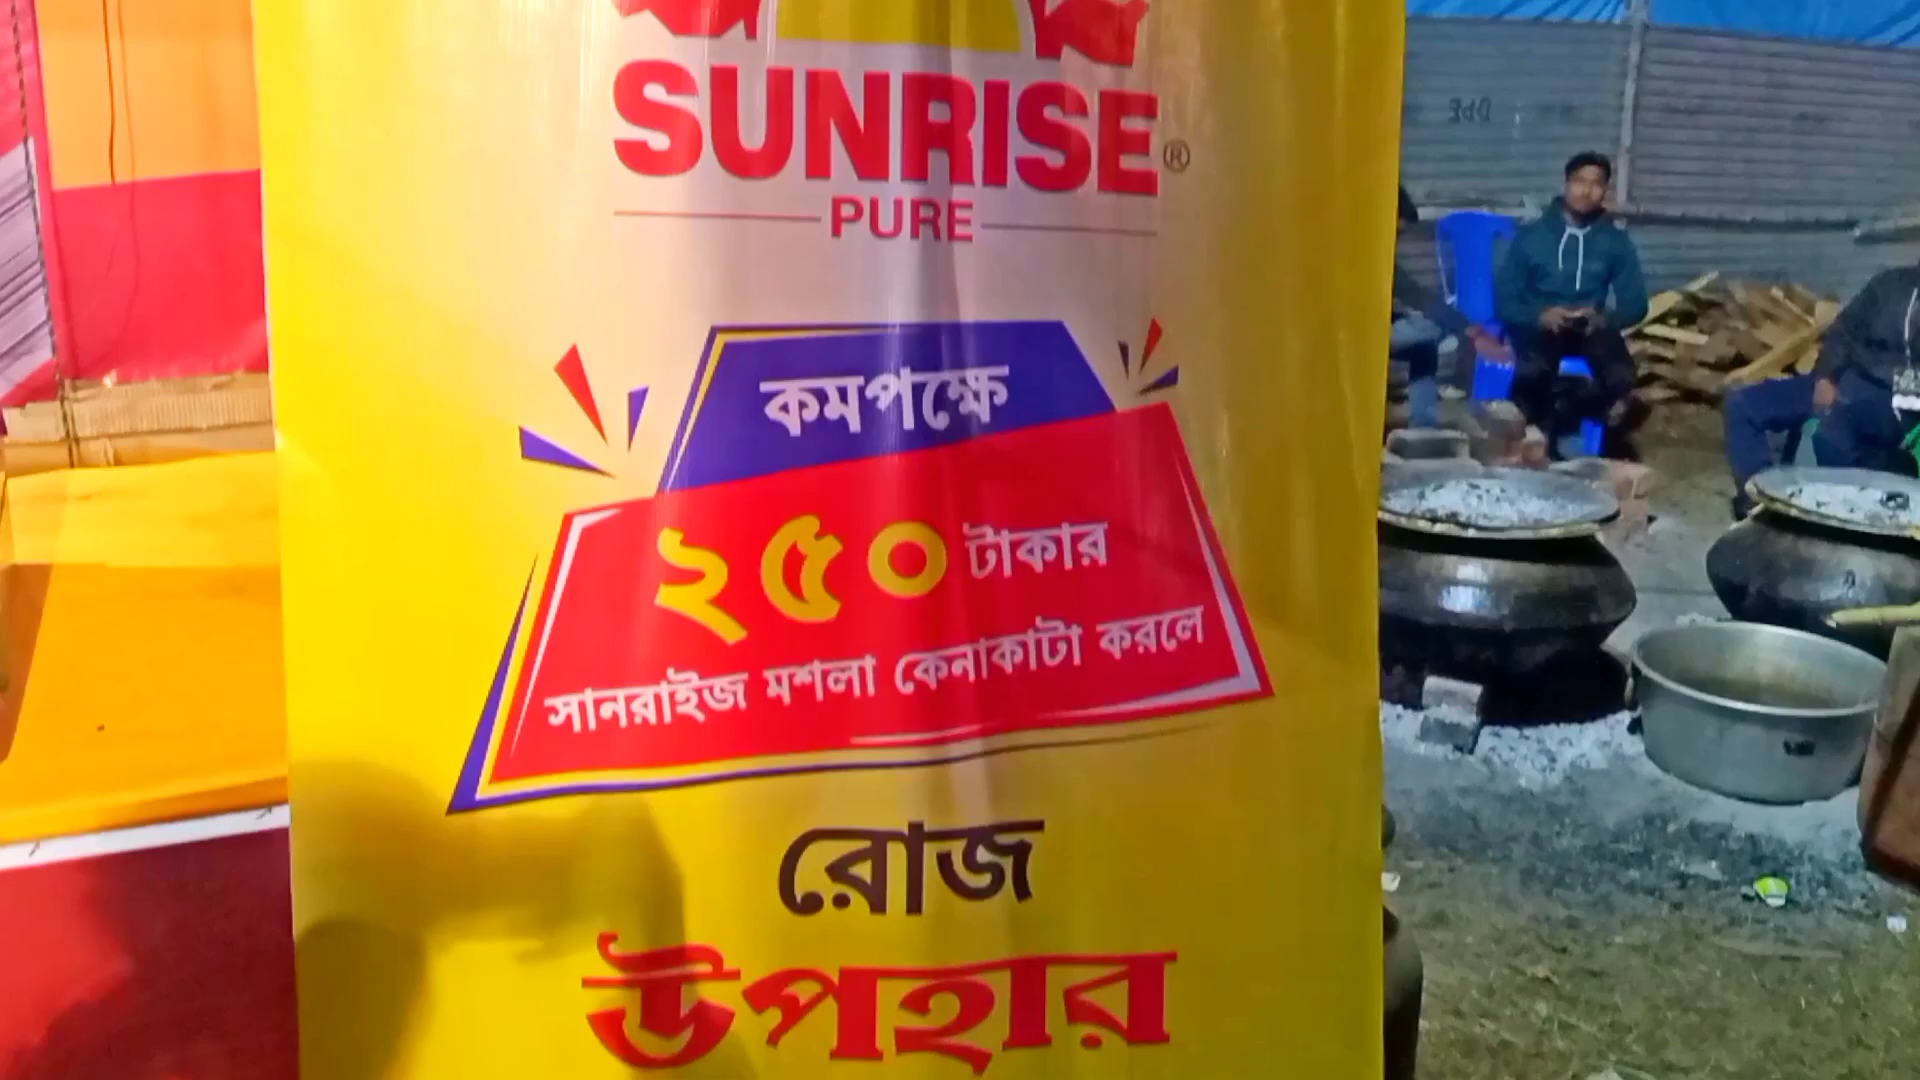 SUNRISE®
PURE
কমপক্ষে
২৫০ টাকার
সানরাইজ মশলা কেনাকাটা করলে
রোজ
উপহার